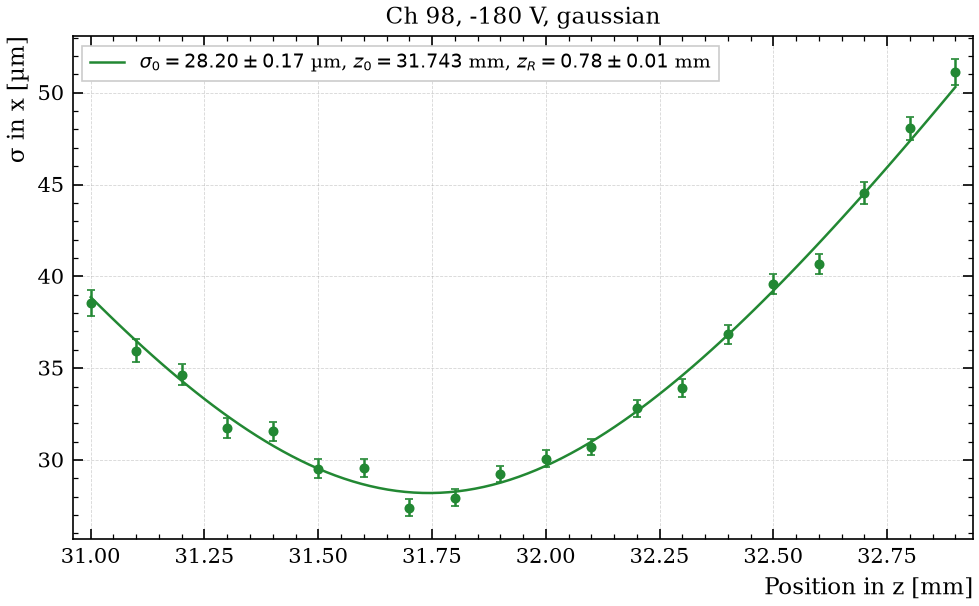 Ch 98, -180 V, gaussian
σ₀ = 28.20 ± 0.17 µm, z₀ = 31.743 mm, z_R = 0.78 ± 0.01 mm
σ in x [µm]
50
45
40
35
30
31.00 31.25 31.50 31.75 32.00 32.25 32.50 32.75
Position in z [mm]